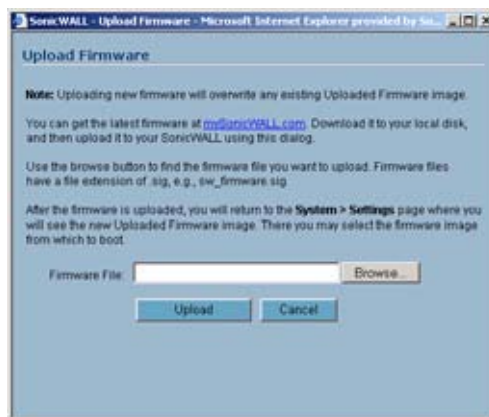 SonicWALL - Upload Firmware - Microsoft Internet Explorer provided by So...
Upload Firmware
Note: Uploading new firmware will overwrite any existing Uploaded Firmware Image.
You can get the latest firmware at mySonicWALL.com. Download it to your local disk,
and then upload it to your SonicWALL using this dialog.
Use the browse button to find the firmware file you want to upload. Firmware files
have a file extension of .sig, e.g., sw_firmware.sig
After the firmware is uploaded, you will return to the System > Settings page where you
will see the new Uploaded Firmware image. There you may select the firmware image
from which to boot.
Firmware File:
Browse...
Upload
Cancel